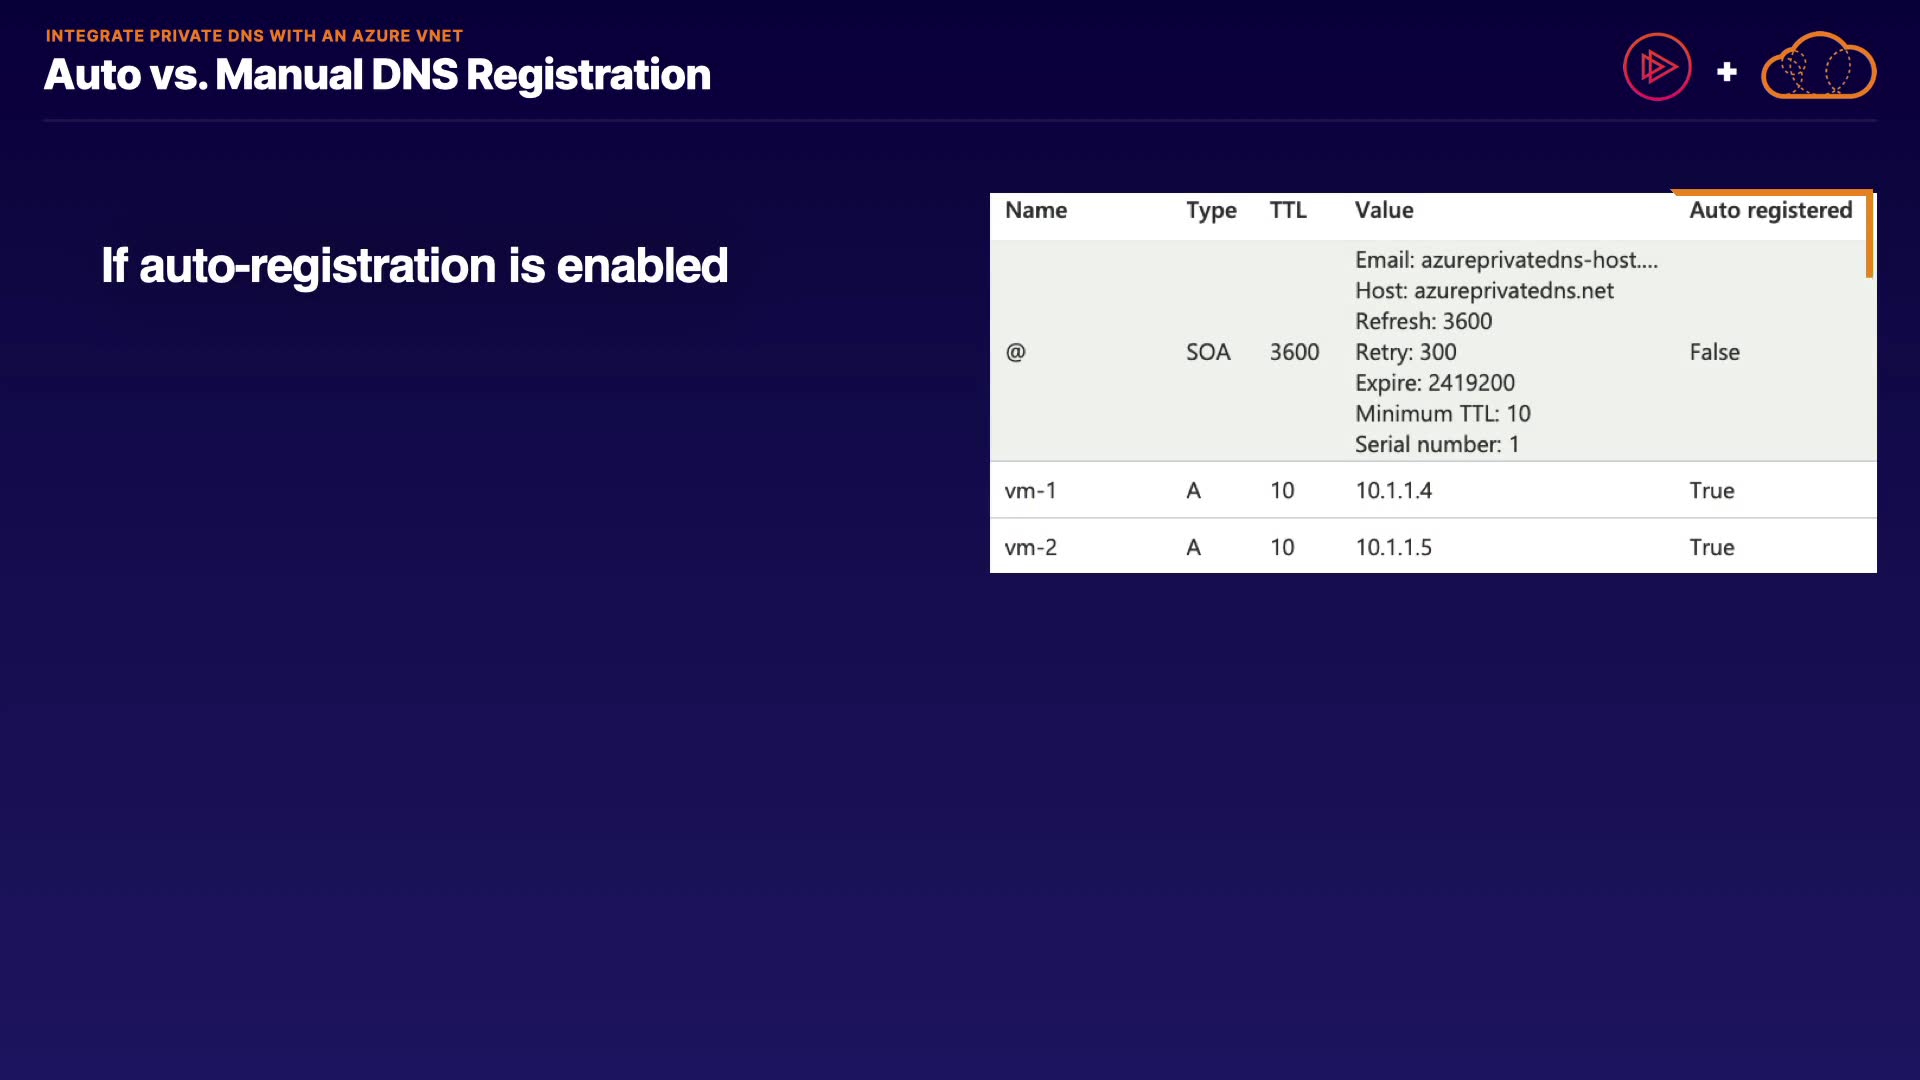 INTEGRATE PRIVATE DNS WITH AN AZURE VNET
Auto vs. Manual DNS Registration
If auto-registration is enabled
Name Type TTL Value Auto registered
Email: azureprivatedns-host....
Host: azureprivatedns.net
Refresh: 3600
@ SOA 3600 Retry: 300 False
Expire: 2419200
Minimum TTL: 10
Serial number: 1
vm-1 A 10 10.1.1.4 True
vm-2 A 10 10.1.1.5 True